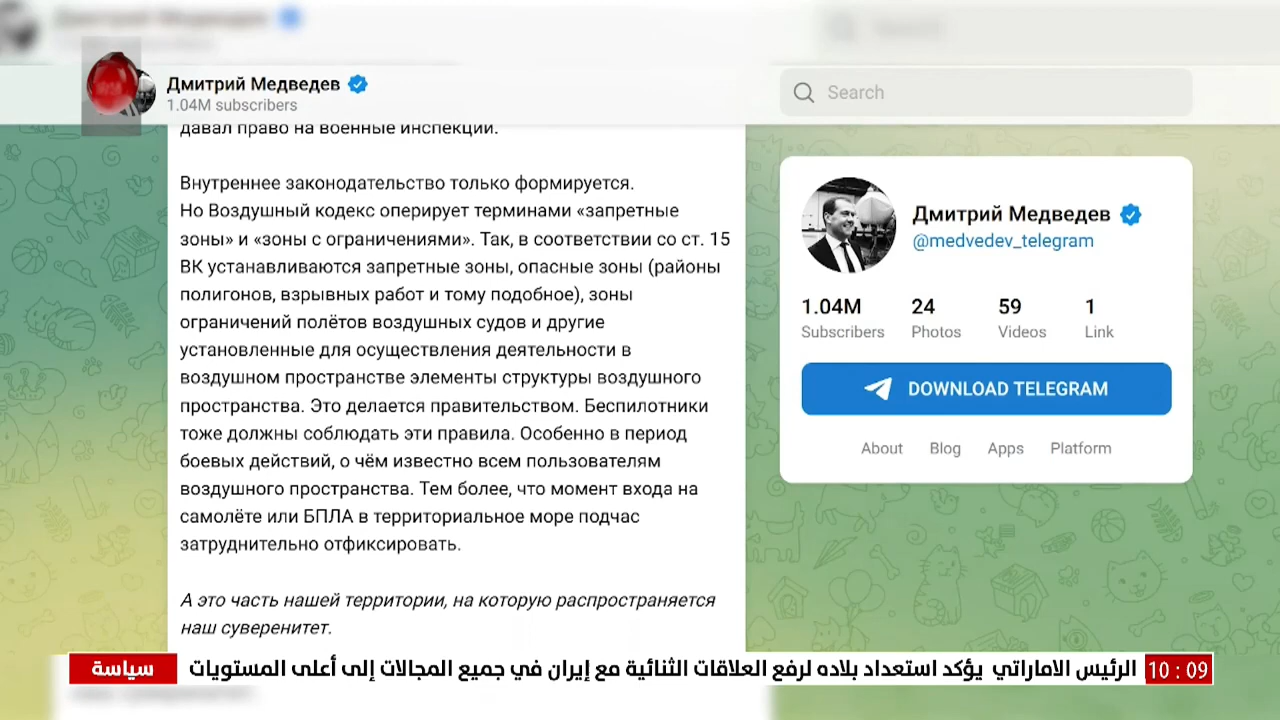 Дмитрий Медведев
1.04M subscribers
Search
давал право на военные инспекции.
Внутреннее законодательство только формируется.
Но Воздушный кодекс оперирует терминами «запретные
зоны» и «зоны с ограничениями». Так, в соответствии со ст. 15
ВК устанавливаются запретные зоны, опасные зоны (районы
полигонов, взрывных работ и тому подобное), зоны
ограничений полётов воздушных судов и другие
установленные для осуществления деятельности в
воздушном пространстве элементы структуры воздушного
пространства. Это делается правительством. Беспилотники
тоже должны соблюдать эти правила. Особенно в период
боевых действий, о чём известно всем пользователям
воздушного пространства. Тем более, что момент входа на
самолёте или БПЛА в территориальное море подчас
затруднительно отфиксировать.
А это часть нашей территории, на которую распространяется
наш суверенитет.
Дмитрий Медведев
@medvedev_telegram
1.04M 24 59 1
Subscribers Photos Videos Link
DOWNLOAD TELEGRAM
About Blog Apps Platform
10 : 09 الرئيس الاماراتي يؤكد استعداد بلاده لرفع العلاقات الثنائية مع إيران في جميع المجالات إلى أعلى المستويات سياسة